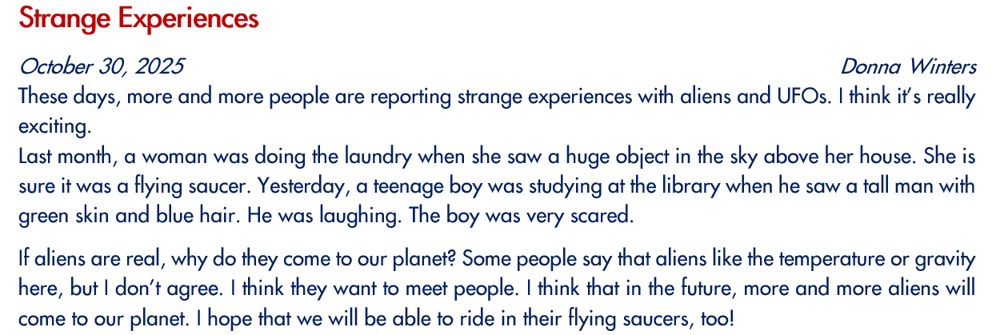 Strange Experiences
October 30, 2025 Donna Winters
These days, more and more people are reporting strange experiences with aliens and UFOs. I think it’s really
exciting.
Last month, a woman was doing the laundry when she saw a huge object in the sky above her house. She is
sure it was a flying saucer. Yesterday, a teenage boy was studying at the library when he saw a tall man with
green skin and blue hair. He was laughing. The boy was very scared.
If aliens are real, why do they come to our planet? Some people say that aliens like the temperature or gravity
here, but I don’t agree. I think they want to meet people. I think that in the future, more and more aliens will
come to our planet. I hope that we will be able to ride in their flying saucers, too!